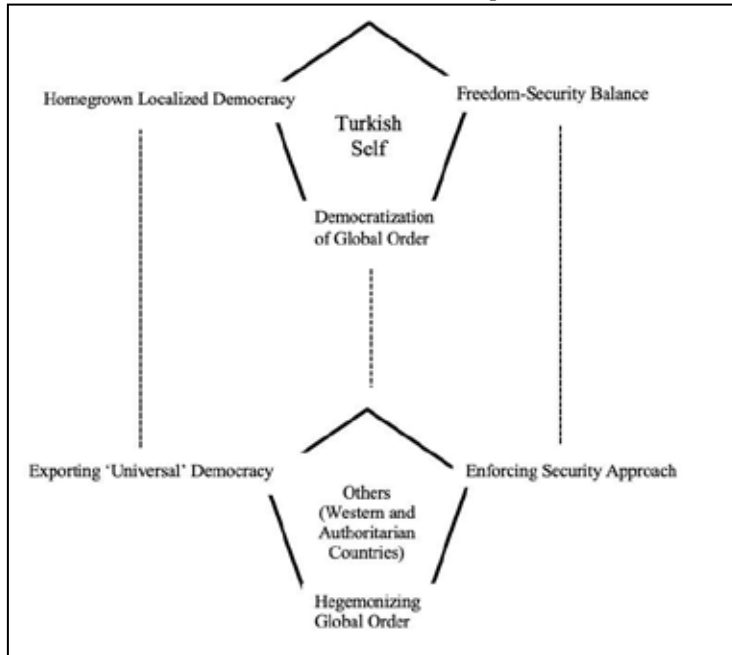 Homegrown Localized Democracy
Freedom-Security Balance
Turkish
Self
Democratization
of Global Order
Exporting ‘Universal’ Democracy
Enforcing Security Approach
Others
(Western and
Authoritarian
Countries)
Hegemonizing
Global Order